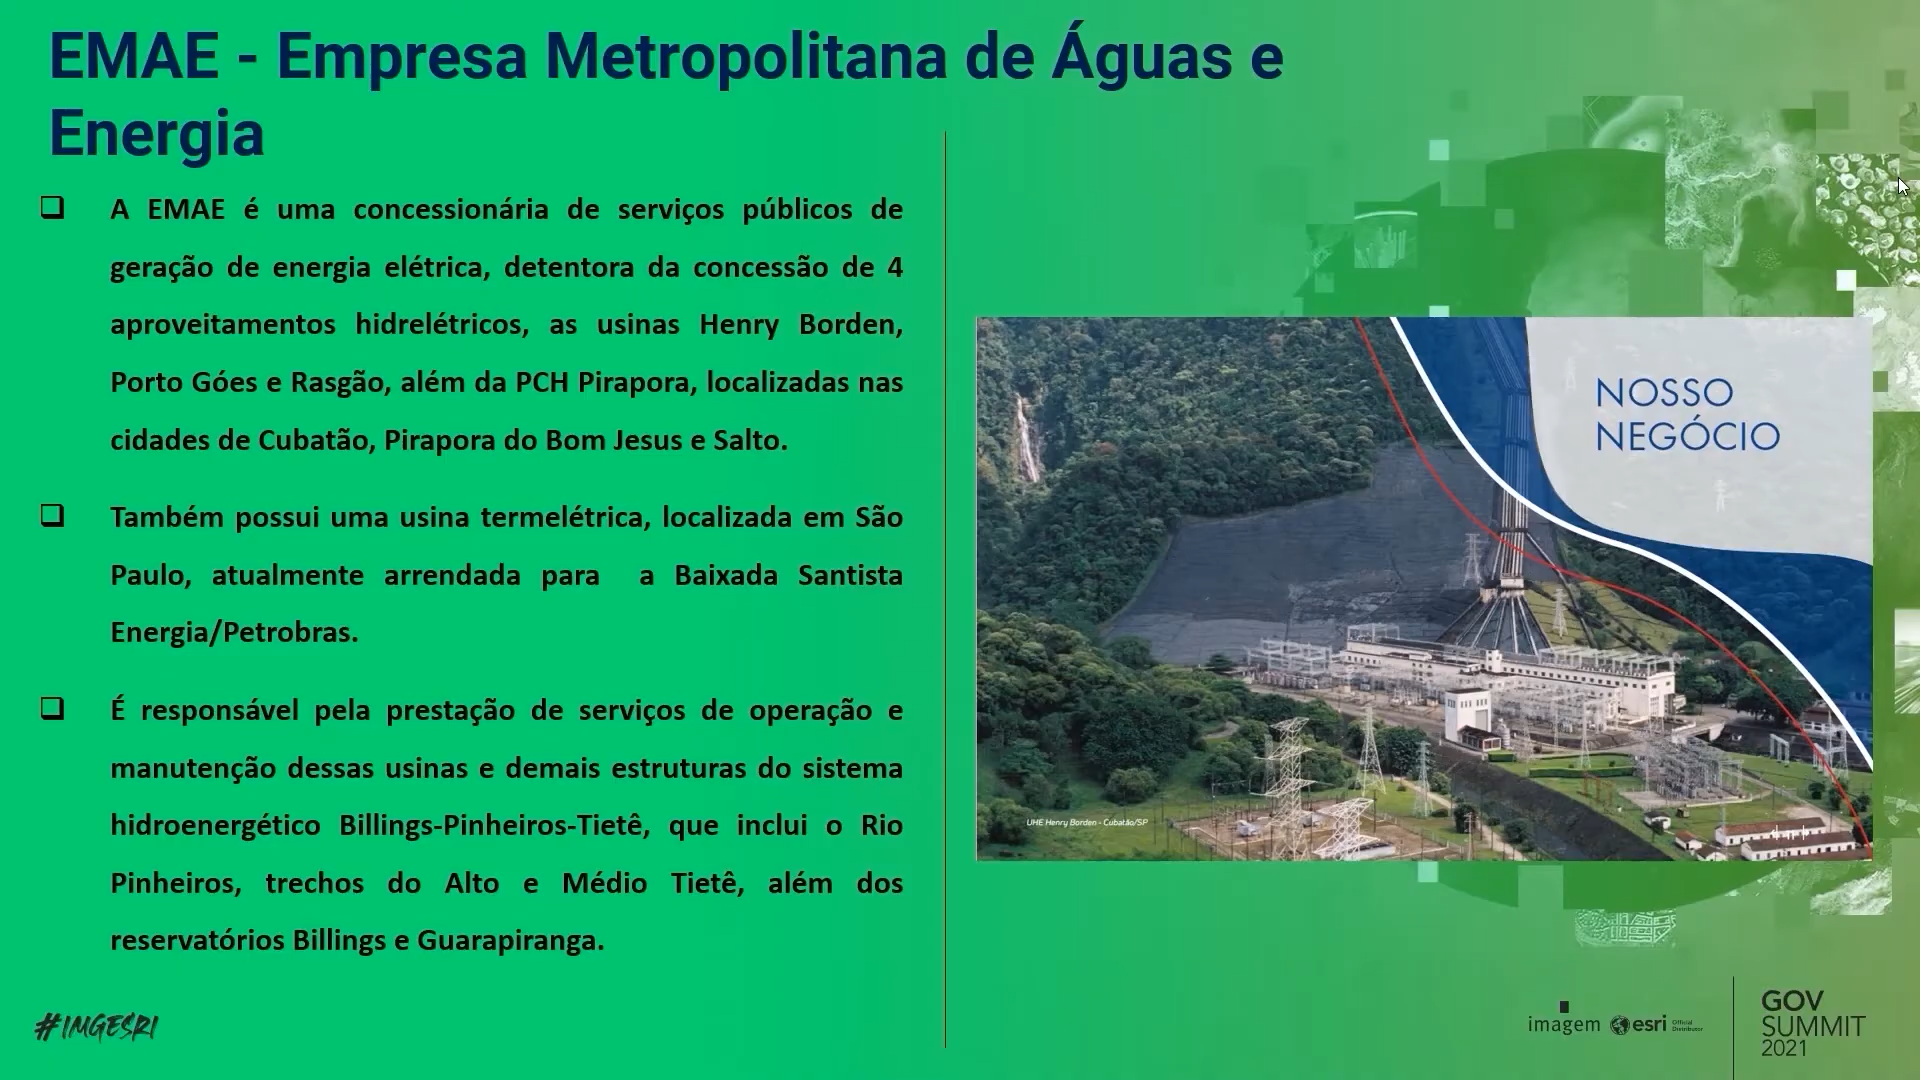 EMAE - Empresa Metropolitana de Águas e
Energia
A EMAE é uma concessionária de serviços públicos de
geração de energia elétrica, detentora da concessão de 4
aproveitamentos hidrelétricos, as usinas Henry Borden,
Porto Góes e Rasgão, além da PCH Pirapora, localizadas nas
cidades de Cubatão, Pirapora do Bom Jesus e Salto.
Também possui uma usina termelétrica, localizada em São
Paulo, atualmente arrendada para a Baixada Santista
Energia/Petrobras.
É responsável pela prestação de serviços de operação e
manutenção dessas usinas e demais estruturas do sistema
hidroenergético Billings-Pinheiros-Tietê, que inclui o Rio
Pinheiros, trechos do Alto e Médio Tietê, além dos
reservatórios Billings e Guarapiranga.
NOSSO
NEGÓCIO
UHE Henry Borden - Cubatão/SP
#IMGESRI
imagem esri Official
Distributor
GOV
SUMMIT
2021